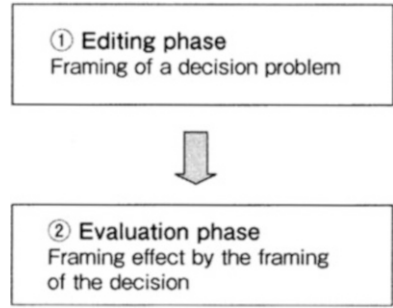 ① Editing phase
Framing of a decision problem
② Evaluation phase
Framing effect by the framing
of the decision